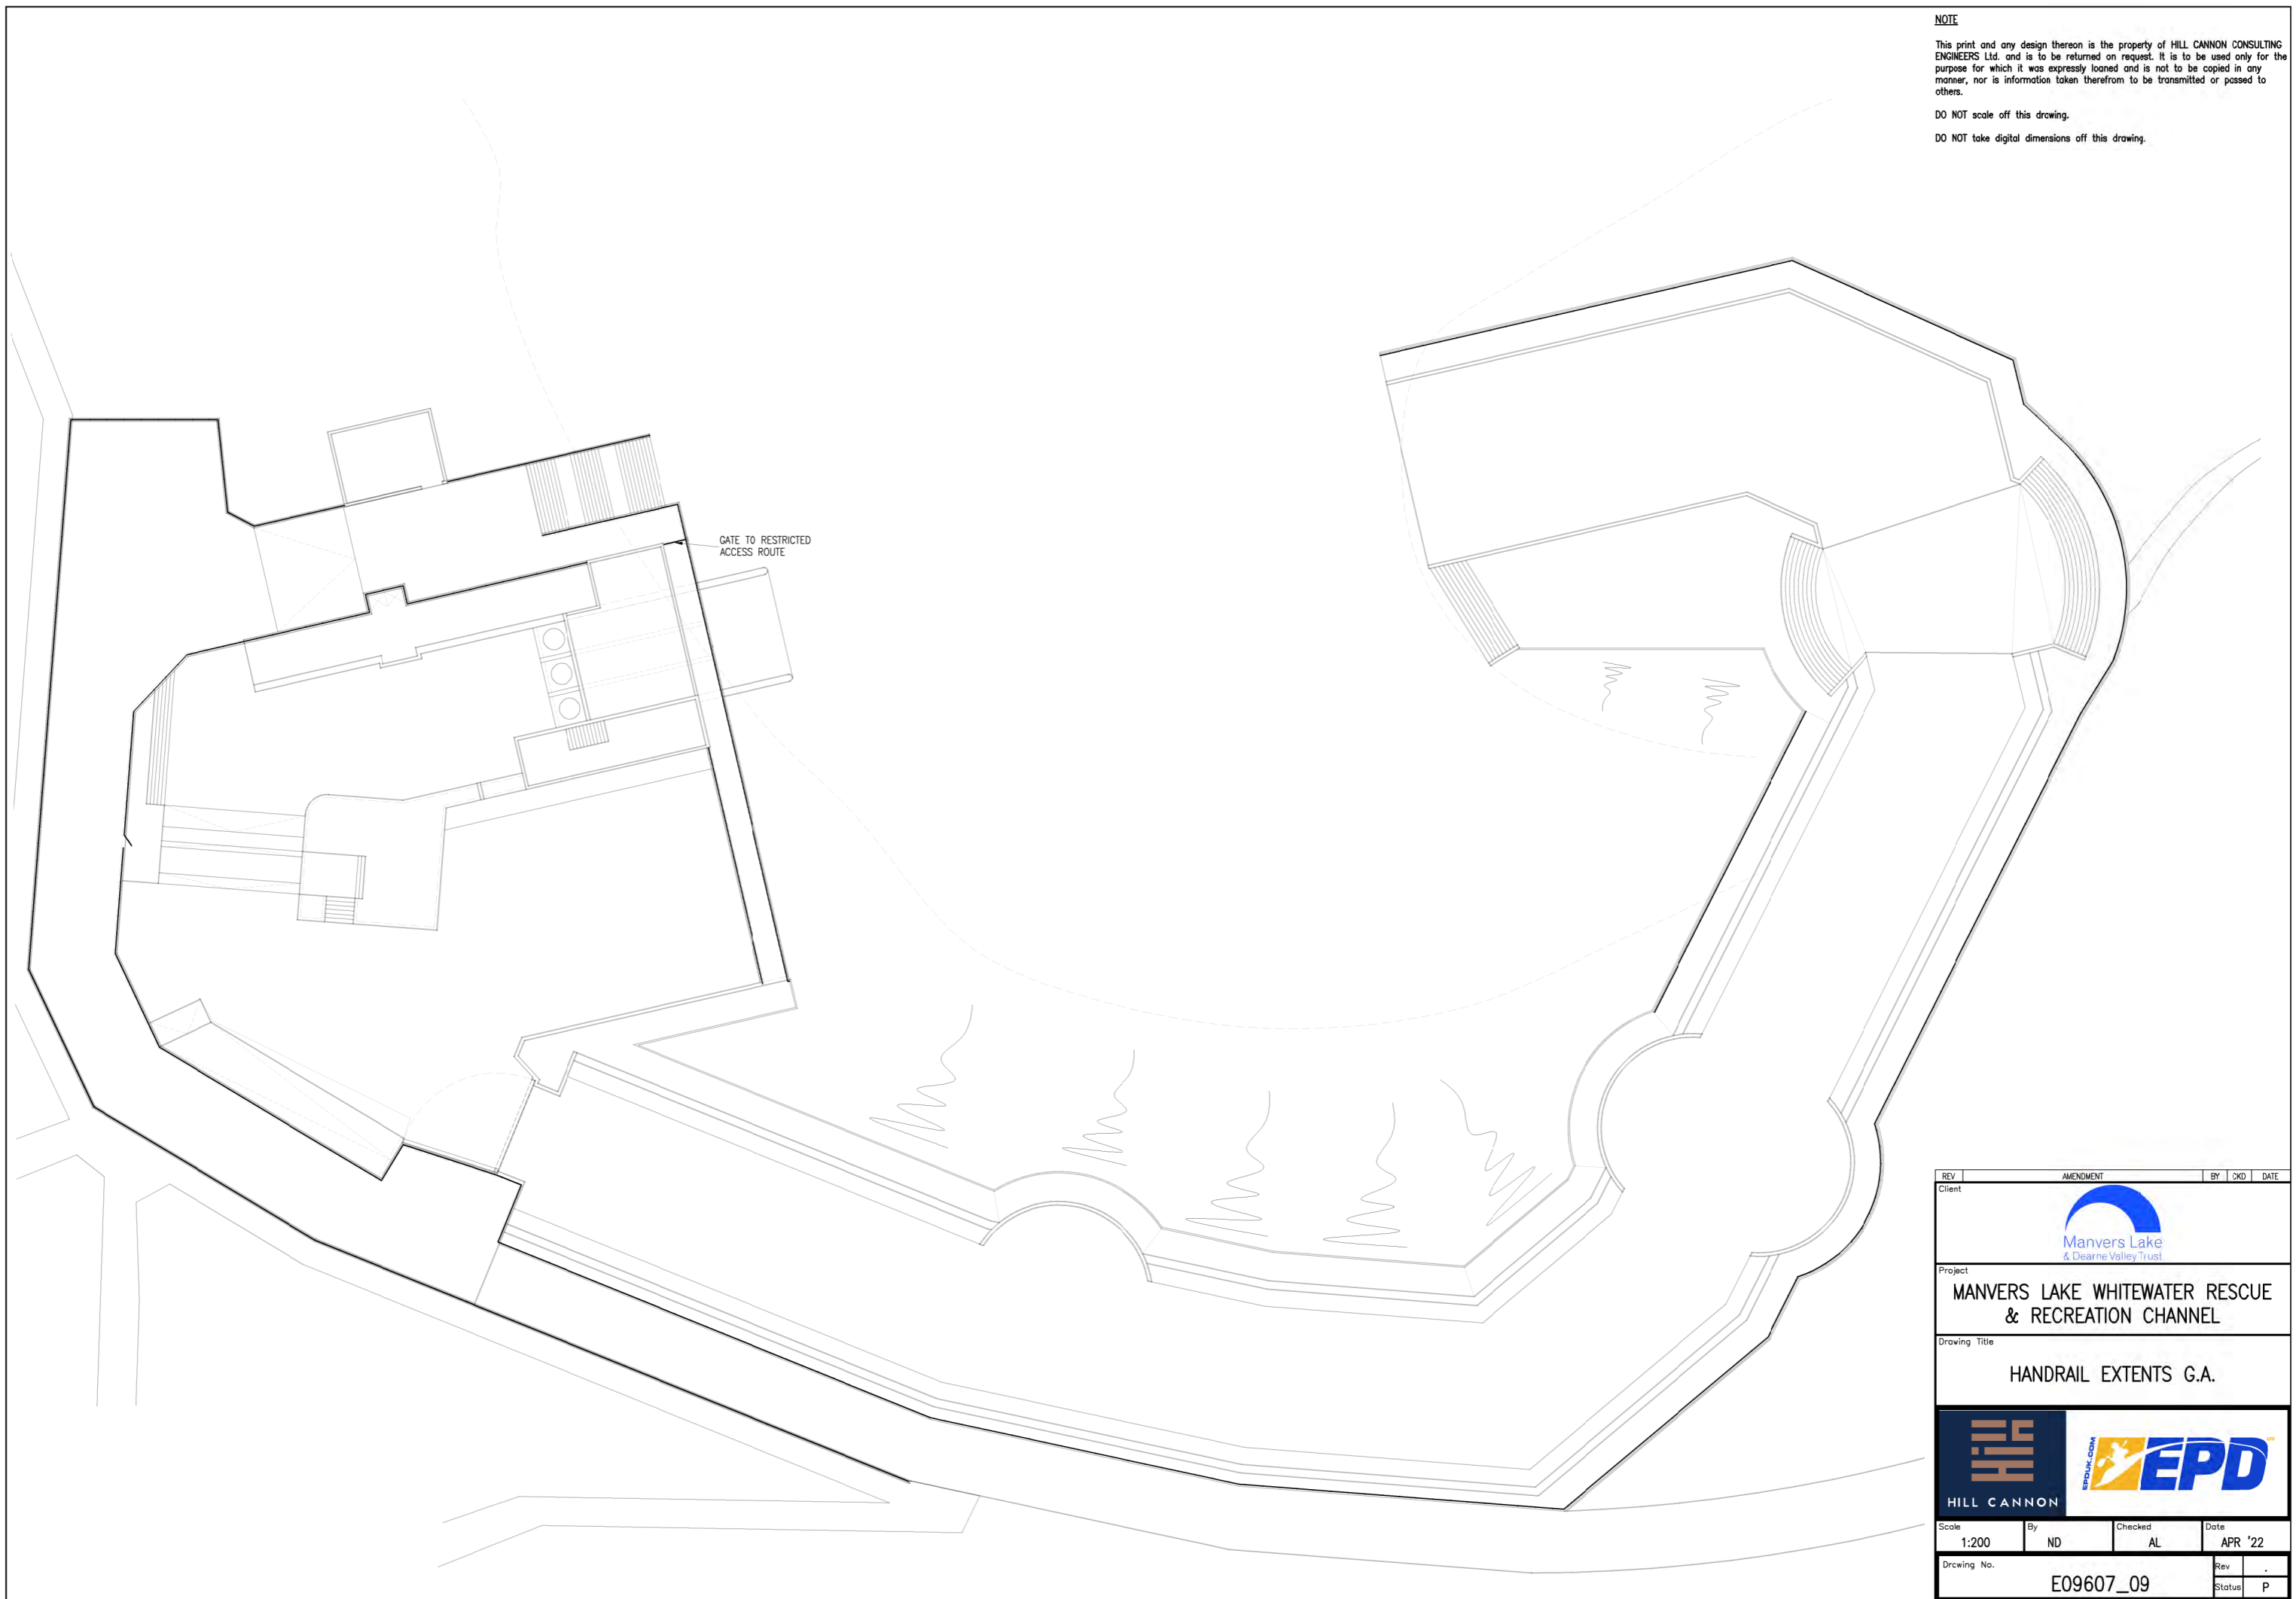 NOTE
This print and any design thereon is the property of HILL CANNON CONSULTING
ENGINEERS Ltd. and is to be returned on request. It is to be used only for the
purpose for which it was expressly loaned and is not to be copied in any
manner, nor is information taken therefrom to be transmitted or passed to
others.
DO NOT scale off this drawing.
DO NOT take digital dimensions off this drawing.
GATE TO RESTRICTED
ACCESS ROUTE
REV AMENDMENT BY CKD DATE
Client
Manvers Lake
& Dearne Valley Trust
Project
MANVERS LAKE WHITEWATER RESCUE
& RECREATION CHANNEL
Drawing Title
HANDRAIL EXTENTS G.A.
HILL CANNON
EPDUK.COM
EPD
Scale By Checked Date
1:200 ND AL APR '22
Drawing No. Rev .
E09607_09 Status P